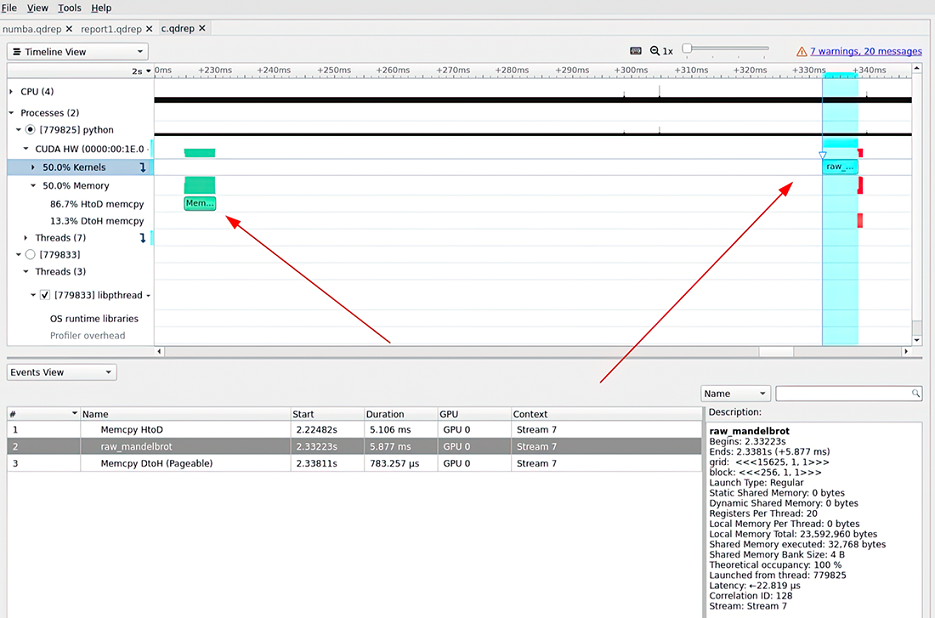 File View Tools Help
numba.qdrep ✕ report1.qdrep ✕ c.qdrep ✕
Timeline View 1x 7 warnings, 20 messages
2s 0ms +230ms +240ms +250ms +260ms +270ms +280ms +290ms +300ms +310ms +320ms +330ms +340ms
CPU (4)
Processes (2)
[779825] python
CUDA HW (0000:00:1E.0 -
50.0% Kernels raw_...
50.0% Memory
86.7% HtoD memcpy Mem...
13.3% DtoH memcpy
Threads (7)
[779833]
Threads (3)
[779833] libpthread
OS runtime libraries
Profiler overhead
Events View
Name
# Name Start Duration GPU Context
1 Memcpy HtoD 2.22482s 5.106 ms GPU 0 Stream 7
2 raw_mandelbrot 2.33223s 5.877 ms GPU 0 Stream 7
3 Memcpy DtoH (Pageable) 2.33811s 783.257 µs GPU 0 Stream 7
Description:
raw_mandelbrot
Begins: 2.33223s
Ends: 2.3381s (+5.877 ms)
grid: <<<15625, 1, 1>>>
block: <<<256, 1, 1>>>
Launch Type: Regular
Static Shared Memory: 0 bytes
Dynamic Shared Memory: 0 bytes
Registers Per Thread: 20
Local Memory Per Thread: 0 bytes
Local Memory Total: 23,592,960 bytes
Shared Memory executed: 32,768 bytes
Shared Memory Bank Size: 4 B
Theoretical occupancy: 100 %
Launched from thread: 779825
Latency: ←22.819 µs
Correlation ID: 128
Stream: Stream 7